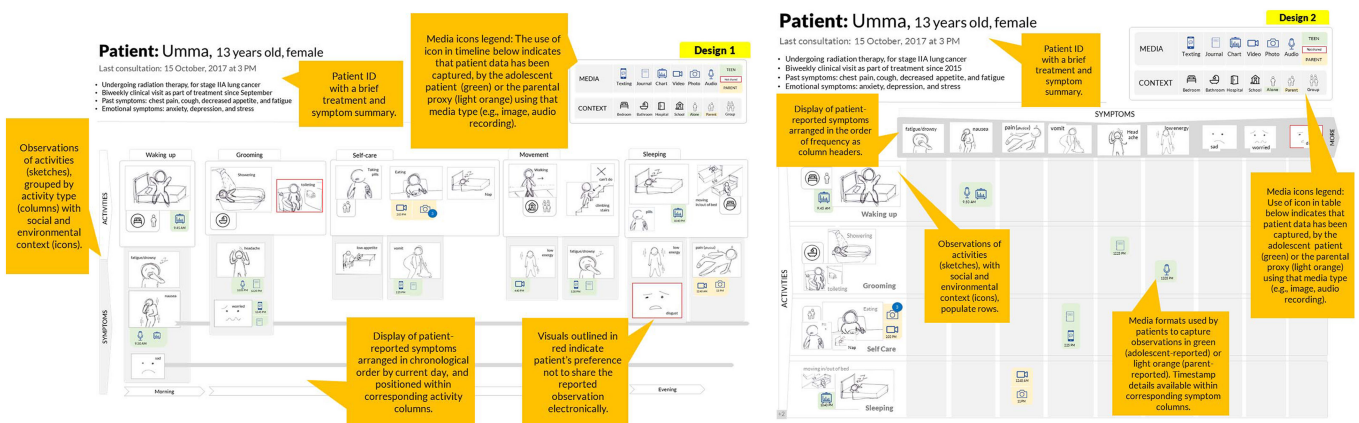 Patient: Umma, 13 years old, female
Last consultation: 15 October, 2017 at 3 PM
• Undergoing radiation therapy, for stage IIA lung cancer
• Biweekly clinical visit as part of treatment since September
• Past symptoms: chest pain, cough, decreased appetite, and fatigue
• Emotional symptoms: anxiety, depression, and stress
Patient ID
with a brief
treatment and
symptom summary.
Media icons legend: The use of
icon in timeline below indicates
that patient data has been
captured, by the adolescent
patient (green) or the parental
proxy (light orange) using that
media type (e.g., image, audio
recording).
Design 1
MEDIA
Texting Journal Chart Video Photo Audio
TEEN
PARENT
CONTEXT
Bedroom Bathroom Hospital School Alone Parent Group
Observations
of activities
(sketches),
grouped by
activity type
(columns) with
social and
environmental
context (icons).
ACTIVITIES
Waking up
Grooming
Self-care
Movement
Sleeping
Showering
toileting
Taking
pills
Eating
Nap
Walking
can't do
climbing
stairs
pills
moving
in/out of bed
SYMPTOMS
fatigue/drowsy
nausea
sad
headache
worried
low appetite
vomit
low
energy
fatigue/drowsy
low
energy
disgust
Display of patient-
reported symptoms
arranged in chronological
order by current day, and
positioned within
corresponding activity
columns.
Visuals outlined in
red indicate
patient's preference
not to share the
reported
observation
electronically.
Morning
Evening
Patient: Umma, 13 years old, female
Last consultation: 15 October, 2017 at 3 PM
• Undergoing radiation therapy, for stage IIA lung cancer
• Biweekly clinical visit as part of treatment since 2015
• Past symptoms: chest pain, cough, decreased appetite, and fatigue
• Emotional symptoms: anxiety, depression, and stress
Patient ID
with a brief
treatment and
symptom
summary.
Design 2
MEDIA
Texting Journal Chart Video Photo Audio
TEEN
PARENT
CONTEXT
Bedroom Bathroom Hospital School Alone Parent Group
Display of patient-
reported symptoms
arranged in the order
of frequency as
column headers.
SYMPTOMS
fatigue/drowsy
nausea
vomit
Head
ache
low energy
sad
worried
MORE
ACTIVITIES
Waking up
Showering
toileting
Grooming
Eating
Nap
Self Care
moving in/out of bed
Sleeping
Observations of
activities
(sketches), with
social and
environmental
context (icons),
populate rows.
Media formats used by
patients to capture
observations in green
(adolescent-reported) or
light orange (parent-
reported). Timestamp
details available within
corresponding symptom
columns.
Media icons legend:
Use of icon in table
below indicates that
patient data has been
captured, by the
adolescent patient
(green) or the parental
proxy (light orange)
using that media type
(e.g., image, audio
recording).